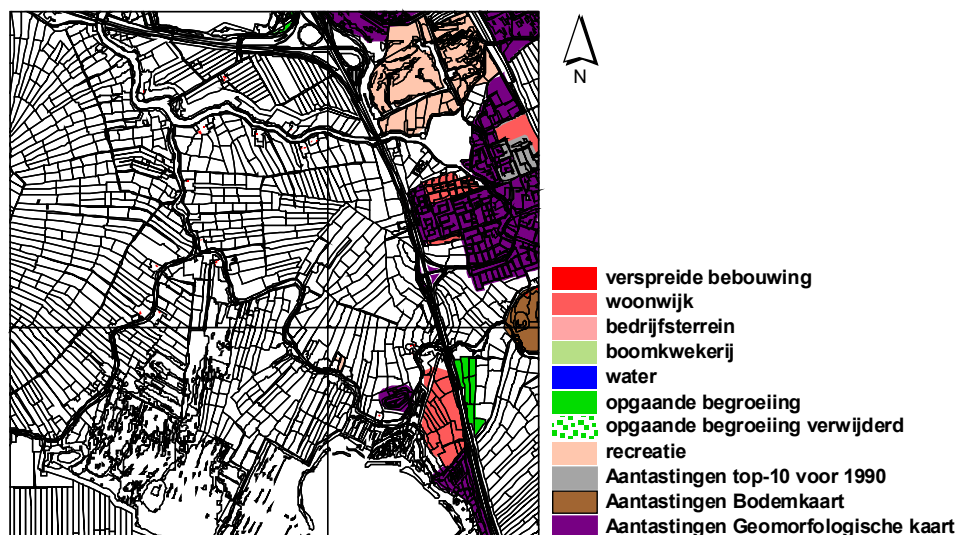 N
verspreide bebouwing
woonwijk
bedrijfsterrein
boomkwekerij
water
opgaande begroeiing
opgaande begroeiing verwijderd
recreatie
Aantastingen top-10 voor 1990
Aantastingen Bodemkaart
Aantastingen Geomorfologische kaart